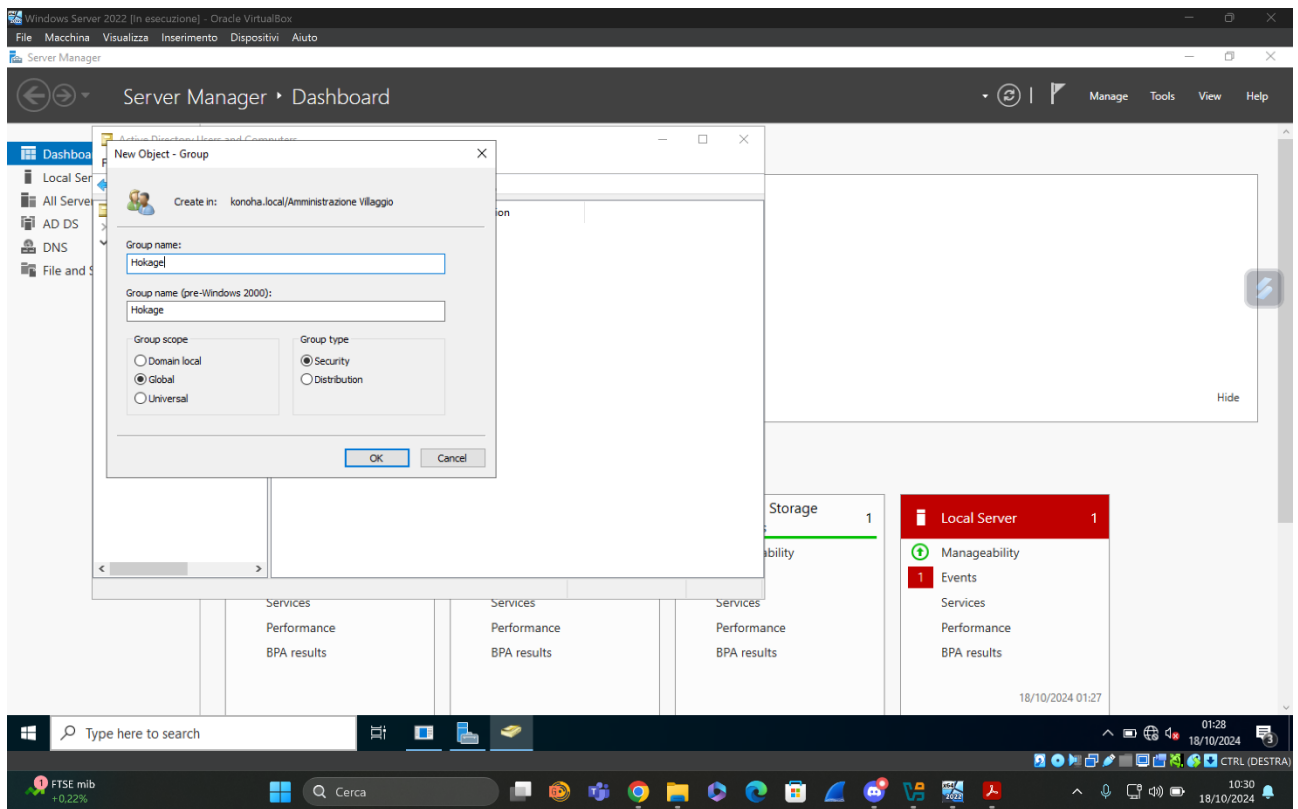 Windows Server 2022 [In esecuzione] - Oracle VirtualBox
File Macchina Visualizza Inserimento Dispositivi Aiuto
Server Manager
Server Manager • Dashboard
Manage Tools View Help
Active Directory Users and Computers
Dashboa
Local Ser
All Serve
AD DS
DNS
File and S
New Object - Group
Create in: konoha.local/Amministrazione Villaggio
ion
Group name:
Hokage
Group name (pre-Windows 2000):
Hokage
Group scope
Domain local
Global
Universal
Group type
Security
Distribution
OK Cancel
Hide
Services
Performance
BPA results
Services
Performance
BPA results
Storage 1
ability
Services
Performance
BPA results
Local Server 1
Manageability
1 Events
Services
Performance
BPA results
18/10/2024 01:27
Type here to search
01:28
18/10/2024
3
CTRL (DESTRA)
1
FTSE mib
+0,22%
Cerca
10:30
18/10/2024